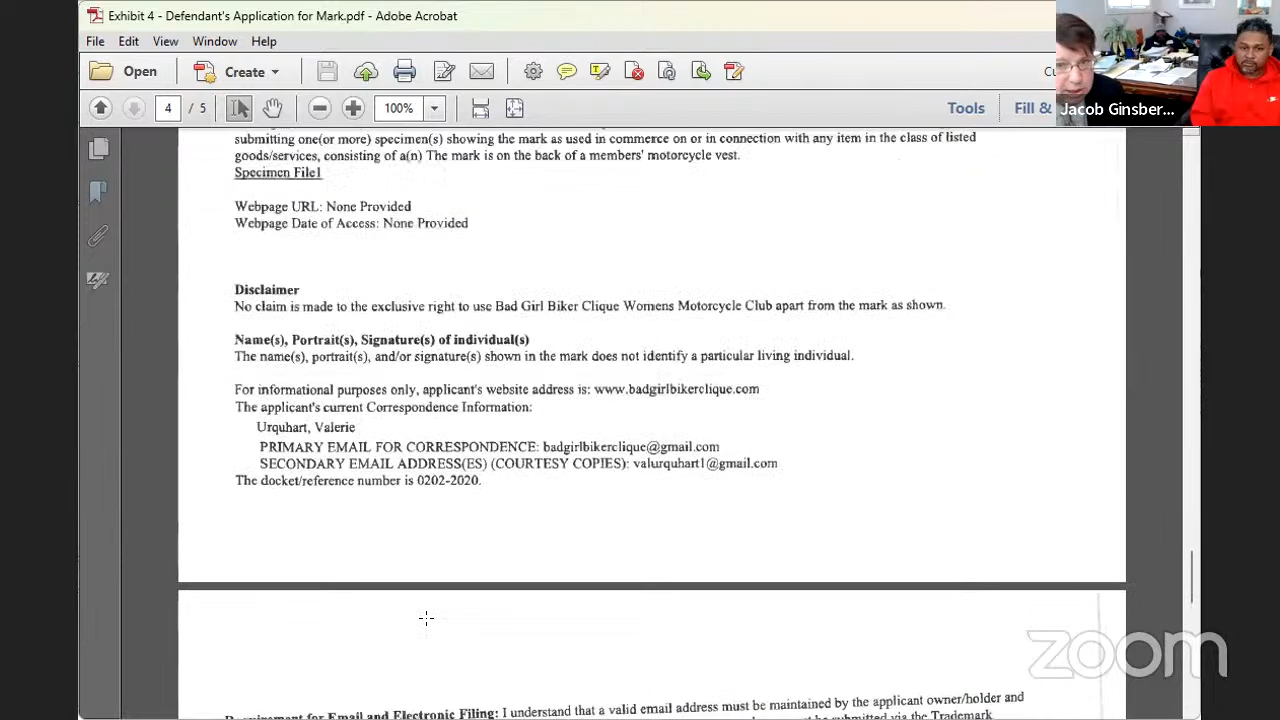 Exhibit 4 - Defendant's Application for Mark.pdf - Adobe Acrobat
File Edit View Window Help
Open Create
4 / 5 100% Tools Fill &
Jacob Ginsber...
submitting one(or more) specimen(s) showing the mark as used in commerce on or in connection with any item in the class of listed
goods/services, consisting of a(n) The mark is on the back of a members' motorcycle vest.
Specimen File1
Webpage URL: None Provided
Webpage Date of Access: None Provided
Disclaimer
No claim is made to the exclusive right to use Bad Girl Biker Clique Womens Motorcycle Club apart from the mark as shown.
Name(s), Portrait(s), Signature(s) of individual(s)
The name(s), portrait(s), and/or signature(s) shown in the mark does not identify a particular living individual.
For informational purposes only, applicant's website address is: www.badgirlbikerclique.com
The applicant's current Correspondence Information:
Urquhart, Valerie
PRIMARY EMAIL FOR CORRESPONDENCE: badgirlbikerclique@gmail.com
SECONDARY EMAIL ADDRESS(ES) (COURTESY COPIES): valurquhart1@gmail.com
The docket/reference number is 0202-2020.
zoom
Requirement for Email and Electronic Filing: I understand that a valid email address must be maintained by the applicant owner/holder and
must be submitted via the Trademark